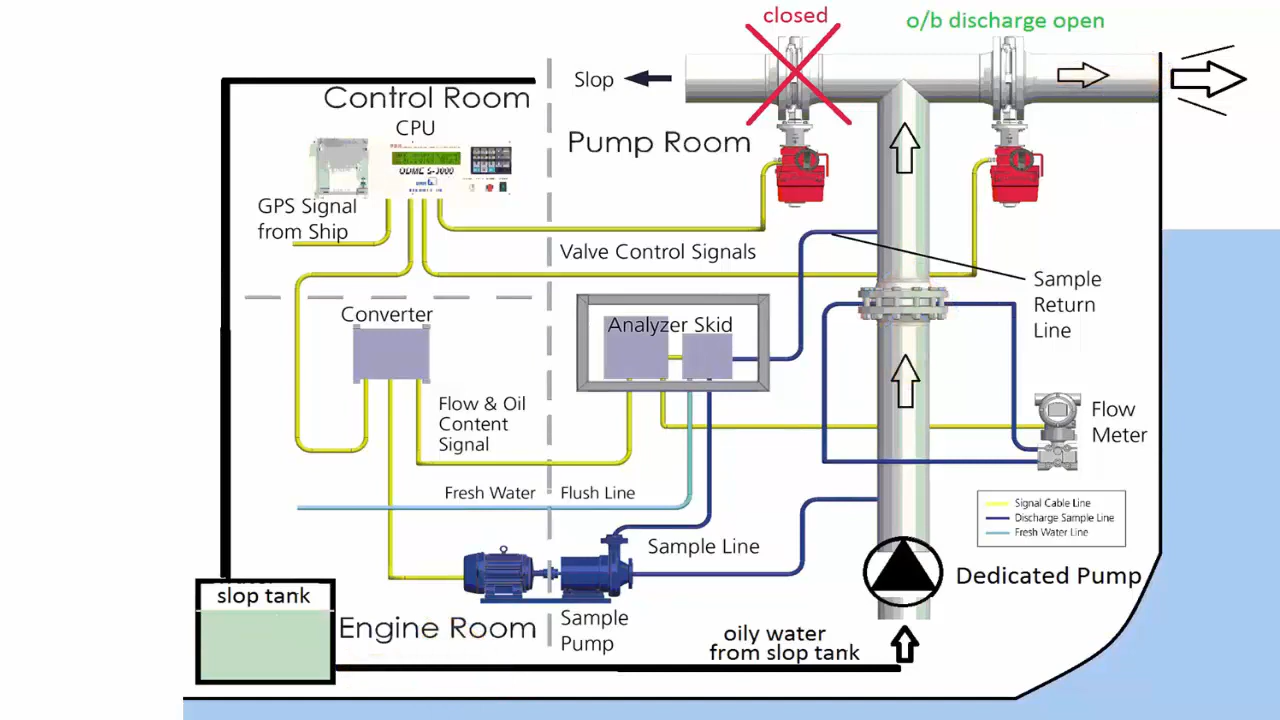 closed
o/b discharge open
Slop
Control Room
CPU
Pump Room
ODME S-3000
GPS Signal
from Ship
Valve Control Signals
Sample
Return
Line
Converter
Analyzer Skid
Flow & Oil
Content
Signal
Flow
Meter
Fresh Water
Flush Line
Signal Cable Line
Discharge Sample Line
Fresh Water Line
Sample Line
Dedicated Pump
slop tank
Engine Room
Sample
Pump
oily water
from slop tank